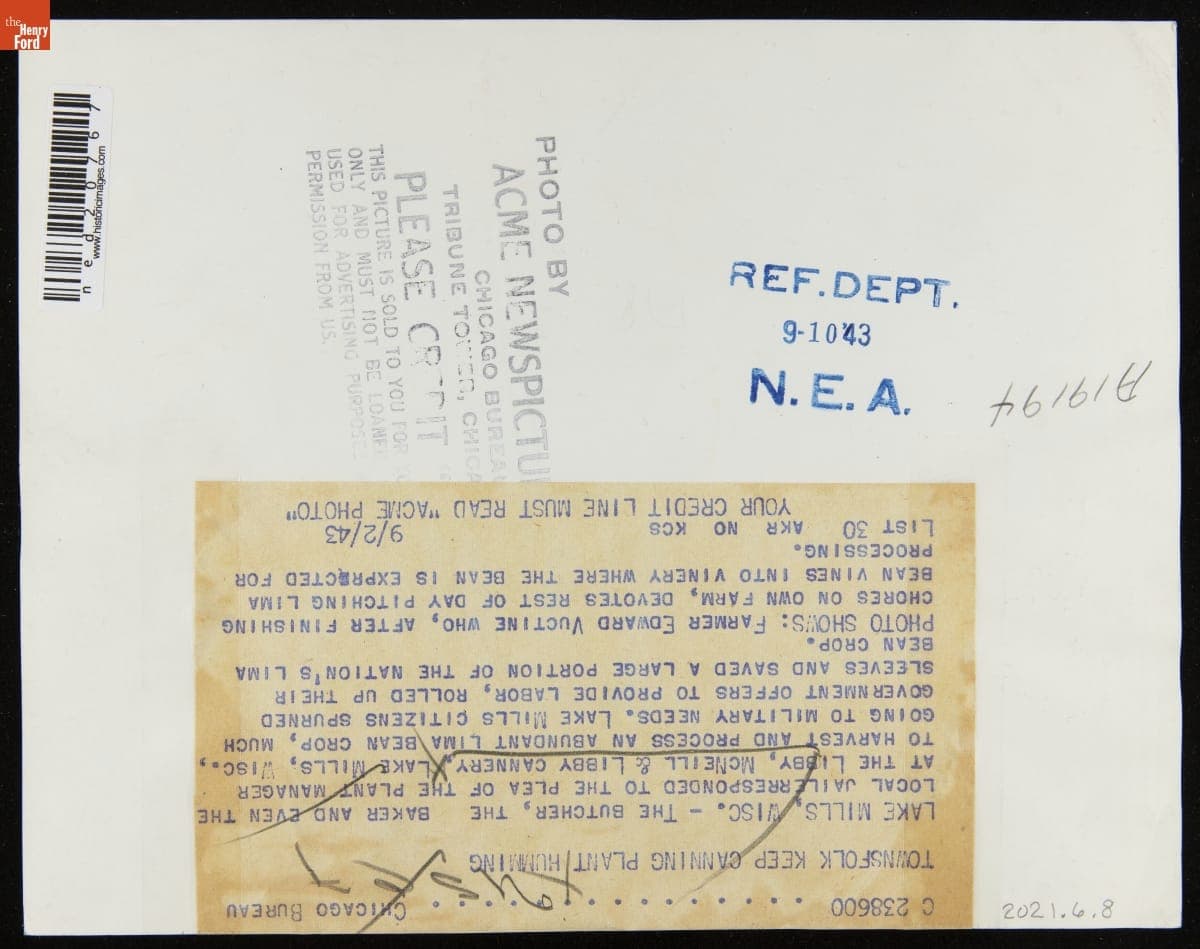 the
Henry
Ford
ned20767
www.historicimages.com
PHOTO BY
ACME NEWSPICTU
CHICAGO BUREA
TRIBUNE TOWER, CHICA
PLEASE CREDIT
THIS PICTURE IS SOLD TO YOU FOR
ONLY AND MUST NOT BE LOANE
USED FOR ADVERTISING PURPOSE
PERMISSION FROM US.
REF. DEPT.
9-10'43
N.E.A.
A19194
C 238600 . . . . . . . . . . . . . . . CHICAGO BUREAU
TOWNSFOLK KEEP CANNING PLANT HUMMING
LAKE MILLS, WISC. - THE BUTCHER, THE BAKER AND EVEN THE
LOCAL JAILERRESPONDED TO THE PLEA OF THE PLANT MANAGER
AT THE LIBBY, MCNEILL & LIBBY CANNERY, LAKE MILLS, WISC.,
TO HARVEST AND PROCESS AN ABUNDANT LIMA BEAN CROP, MUCH
GOING TO MILITARY NEEDS. LAKE MILLS CITIZENS SPURNED
GOVERNMENT OFFERS TO PROVIDE LABOR, ROLLED UP THEIR
SLEEVES AND SAVED A LARGE PORTION OF THE NATION'S LIMA
BEAN CROP.
PHOTO SHOWS: FARMER EDWARD VUCTINE WHO, AFTER FINISHING
CHORES ON OWN FARM, DEVOTES REST OF DAY PITCHING LIMA
BEAN VINES INTO VINERY WHERE THE BEAN IS EXPRECTED FOR
PROCESSING.
LIST 30 AKR NO KCS 9/2/43
YOUR CREDIT LINE MUST READ "ACME PHOTO"
2021.6.8